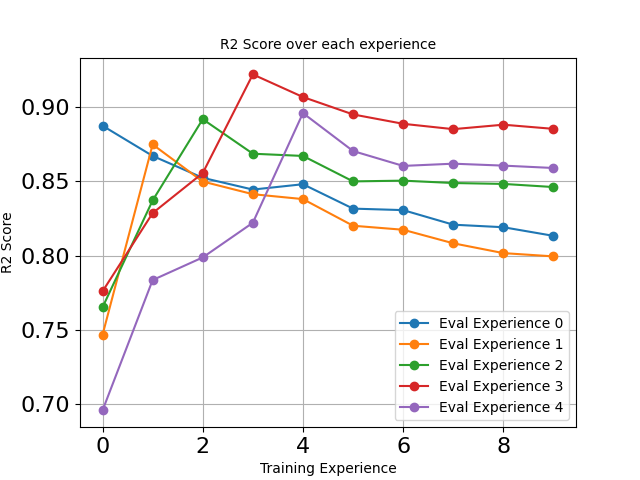 R2 Score over each experience
R2 Score
0.90
0.85
0.80
0.75
0.70
0 2 4 6 8
Training Experience
Eval Experience 0
Eval Experience 1
Eval Experience 2
Eval Experience 3
Eval Experience 4